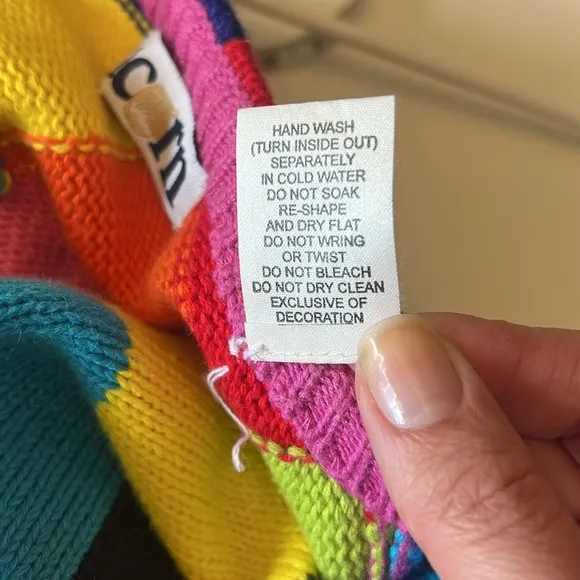 corn
HAND WASH
(TURN INSIDE OUT)
SEPARATELY
IN COLD WATER
DO NOT SOAK
RE-SHAPE
AND DRY FLAT
DO NOT WRING
OR TWIST
DO NOT BLEACH
DO NOT DRY CLEAN
EXCLUSIVE OF
DECORATION